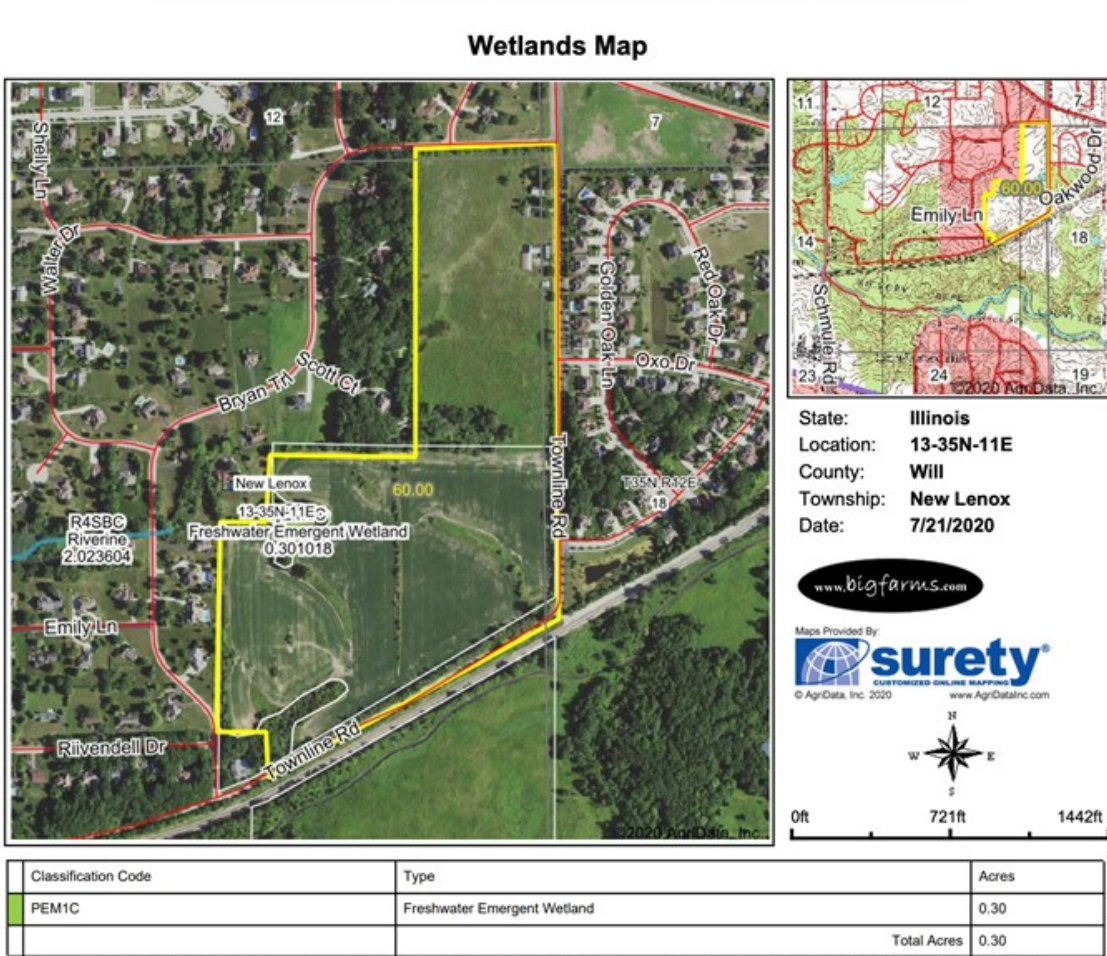 Wetlands Map
12
7
Shelly Ln
Walter Dr
Golden Oak Ln
Red Oak Dr
Oxo Dr
Scott Ct
Bryan Trl
Townline Rd
New Lenox
60.00
T35N R12E
18
13-35N-11E
Freshwater Emergent Wetland
0.301018
R4SBC
Riverine
2.023604
Emily Ln
Riivendell Dr
Townline Rd
©2020 AgriData, Inc.
11
12
7
60.00
Oakwood Dr
Emily Ln
14
18
Schmuhl Rd
23
24
19
©2020 AgriData, Inc.
State: Illinois
Location: 13-35N-11E
County: Will
Township: New Lenox
Date: 7/21/2020
www.bigfarms.com
Maps Provided By:
surety®
CUSTOMIZED ONLINE MAPPING
© AgriData, Inc. 2020 www.AgriDataInc.com
N
W E
S
0ft 721ft 1442ft
Classification Code Type Acres
PEM1C Freshwater Emergent Wetland 0.30
Total Acres 0.30